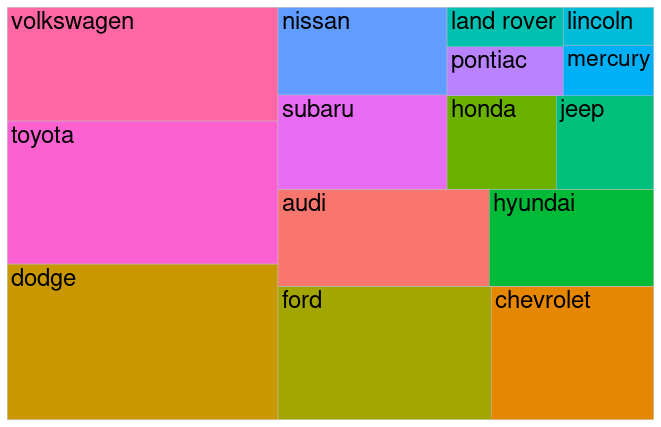 volkswagen
nissan
land rover
lincoln
pontiac
mercury
subaru
honda
jeep
toyota
audi
hyundai
dodge
ford
chevrolet